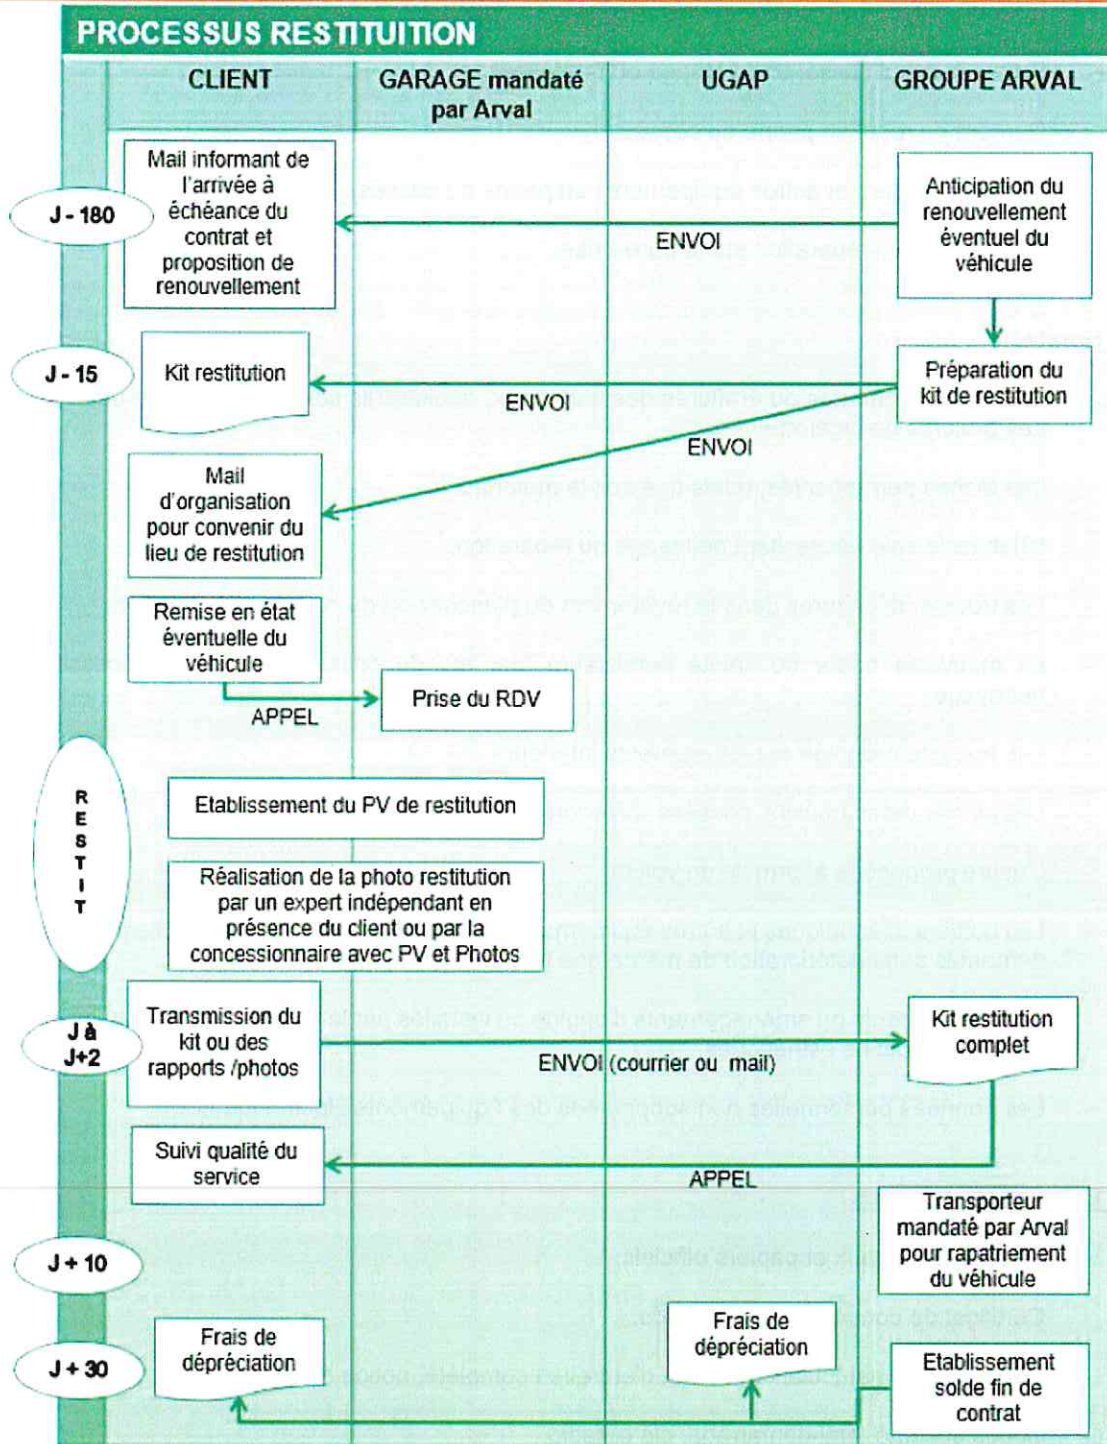 PROCESSUS RESTITUITION
CLIENT
GARAGE mandaté
par Arval
UGAP
GROUPE ARVAL
J - 180
Mail informant de
l'arrivée à
échéance du
contrat et
proposition de
renouvellement
ENVOI
Anticipation du
renouvellement
éventuel du
véhicule
J - 15
Kit restitution
ENVOI
Préparation du
kit de restitution
ENVOI
Mail
d'organisation
pour convenir du
lieu de restitution
Remise en état
éventuelle du
véhicule
APPEL
Prise du RDV
RESTIT
Etablissement du PV de restitution
Réalisation de la photo restitution
par un expert indépendant en
présence du client ou par la
concessionnaire avec PV et Photos
J à
J+2
Transmission du
kit ou des
rapports /photos
ENVOI (courrier ou mail)
Kit restitution
complet
Suivi qualité du
service
APPEL
J + 10
Transporteur
mandaté par Arval
pour rapatriement
du véhicule
J + 30
Frais de
dépréciation
Frais de
dépréciation
Etablissement
solde fin de
contrat